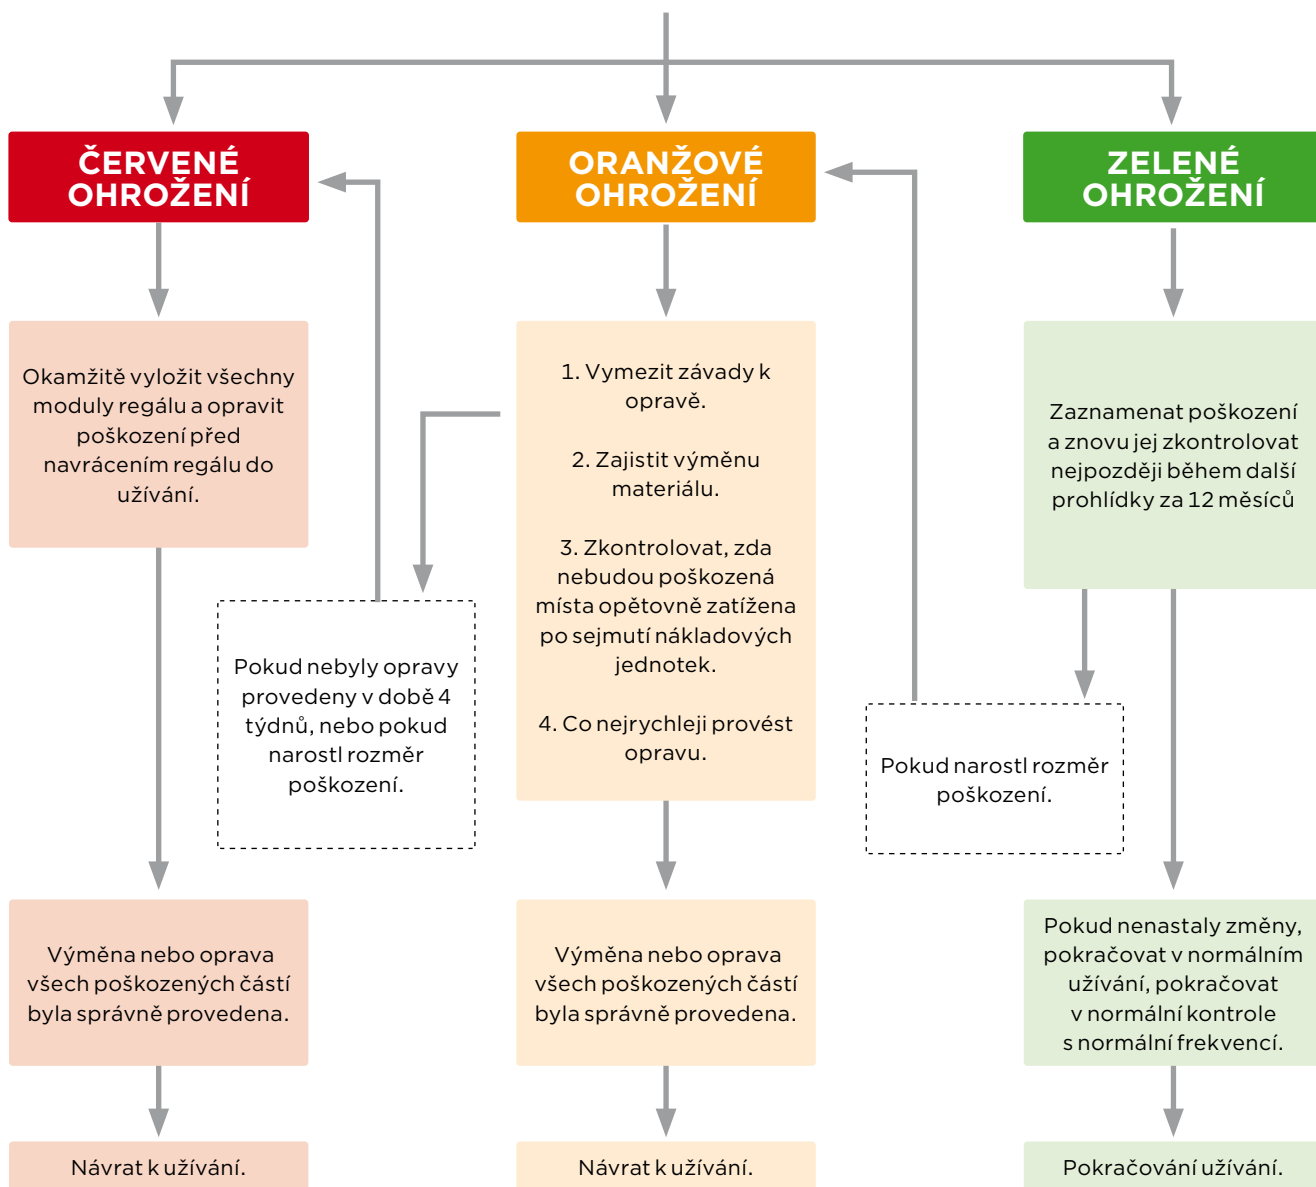 ČERVENÉ
OHROŽENÍ
ORANŽOVÉ
OHROŽENÍ
ZELENÉ
OHROŽENÍ
Okamžitě vyložit všechny
moduly regálu a opravit
poškození před
navrácením regálu do
užívání.
1. Vymezit závady k
opravě.
2. Zajistit výměnu
materiálu.
3. Zkontrolovat, zda
nebudou poškozená
místa opětovně zatížena
po sejmutí nákladových
jednotek.
4. Co nejrychleji provést
opravu.
Zaznamenat poškození
a znovu jej zkontrolovat
nejpozději během další
prohlídky za 12 měsíců
Pokud nebyly opravy
provedeny v době 4
týdnů, nebo pokud
narostl rozměr
poškození.
Pokud narostl rozměr
poškození.
Výměna nebo oprava
všech poškozených částí
byla správně provedena.
Výměna nebo oprava
všech poškozených částí
byla správně provedena.
Pokud nenastaly změny,
pokračovat v normálním
užívání, pokračovat
v normální kontrole
s normální frekvencí.
Návrat k užívání.
Návrat k užívání.
Pokračování užívání.